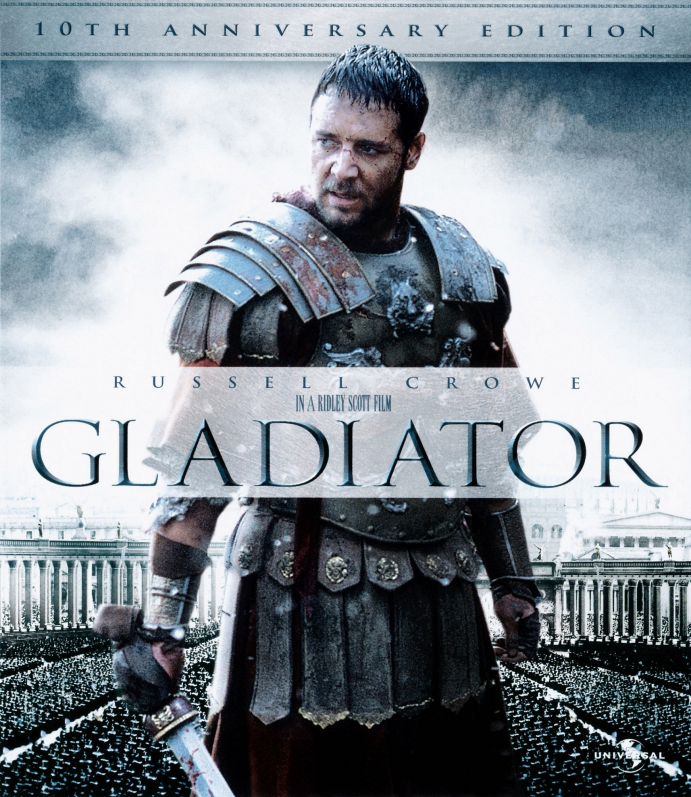 10TH ANNIVERSARY EDITION
RUSSELL CROWE
IN A RIDLEY SCOTT FILM
GLADIATOR
UNIVERSAL